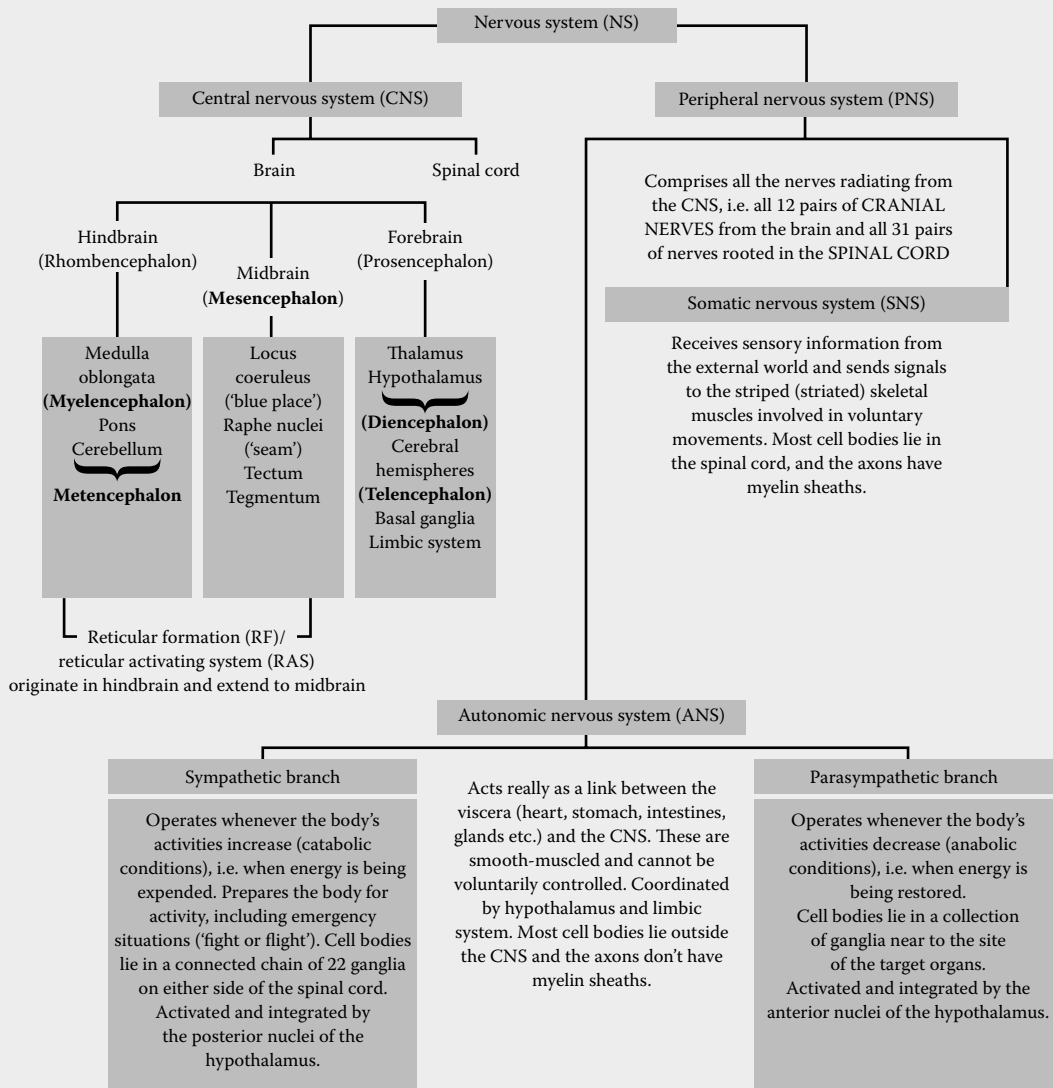 Nervous system (NS)
Central nervous system (CNS)
Peripheral nervous system (PNS)
Brain
Spinal cord
Comprises all the nerves radiating from
the CNS, i.e. all 12 pairs of CRANIAL
NERVES from the brain and all 31 pairs
of nerves rooted in the SPINAL CORD
Hindbrain
(Rhombencephalon)
Midbrain
(Mesencephalon)
Forebrain
(Prosencephalon)
Somatic nervous system (SNS)
Receives sensory information from
the external world and sends signals
to the striped (striated) skeletal
muscles involved in voluntary
movements. Most cell bodies lie in
the spinal cord, and the axons have
myelin sheaths.
Medulla
oblongata
(Myelencephalon)
Pons
Cerebellum
Metencephalon
Locus
coeruleus
(‘blue place’)
Raphe nuclei
(‘seam’)
Tectum
Tegmentum
Thalamus
Hypothalamus
(Diencephalon)
Cerebral
hemispheres
(Telencephalon)
Basal ganglia
Limbic system
Reticular formation (RF)/
reticular activating system (RAS)
originate in hindbrain and extend to midbrain
Autonomic nervous system (ANS)
Sympathetic branch
Operates whenever the body’s
activities increase (catabolic
conditions), i.e. when energy is being
expended. Prepares the body for
activity, including emergency
situations (‘fight or flight’). Cell bodies
lie in a connected chain of 22 ganglia
on either side of the spinal cord.
Activated and integrated by
the posterior nuclei of the
hypothalamus.
Acts really as a link between the
viscera (heart, stomach, intestines,
glands etc.) and the CNS. These are
smooth-muscled and cannot be
voluntarily controlled. Coordinated
by hypothalamus and limbic
system. Most cell bodies lie outside
the CNS and the axons don’t have
myelin sheaths.
Parasympathetic branch
Operates whenever the body’s
activities decrease (anabolic
conditions), i.e. when energy is
being restored.
Cell bodies lie in a collection
of ganglia near to the site
of the target organs.
Activated and integrated by the
anterior nuclei of the hypothalamus.